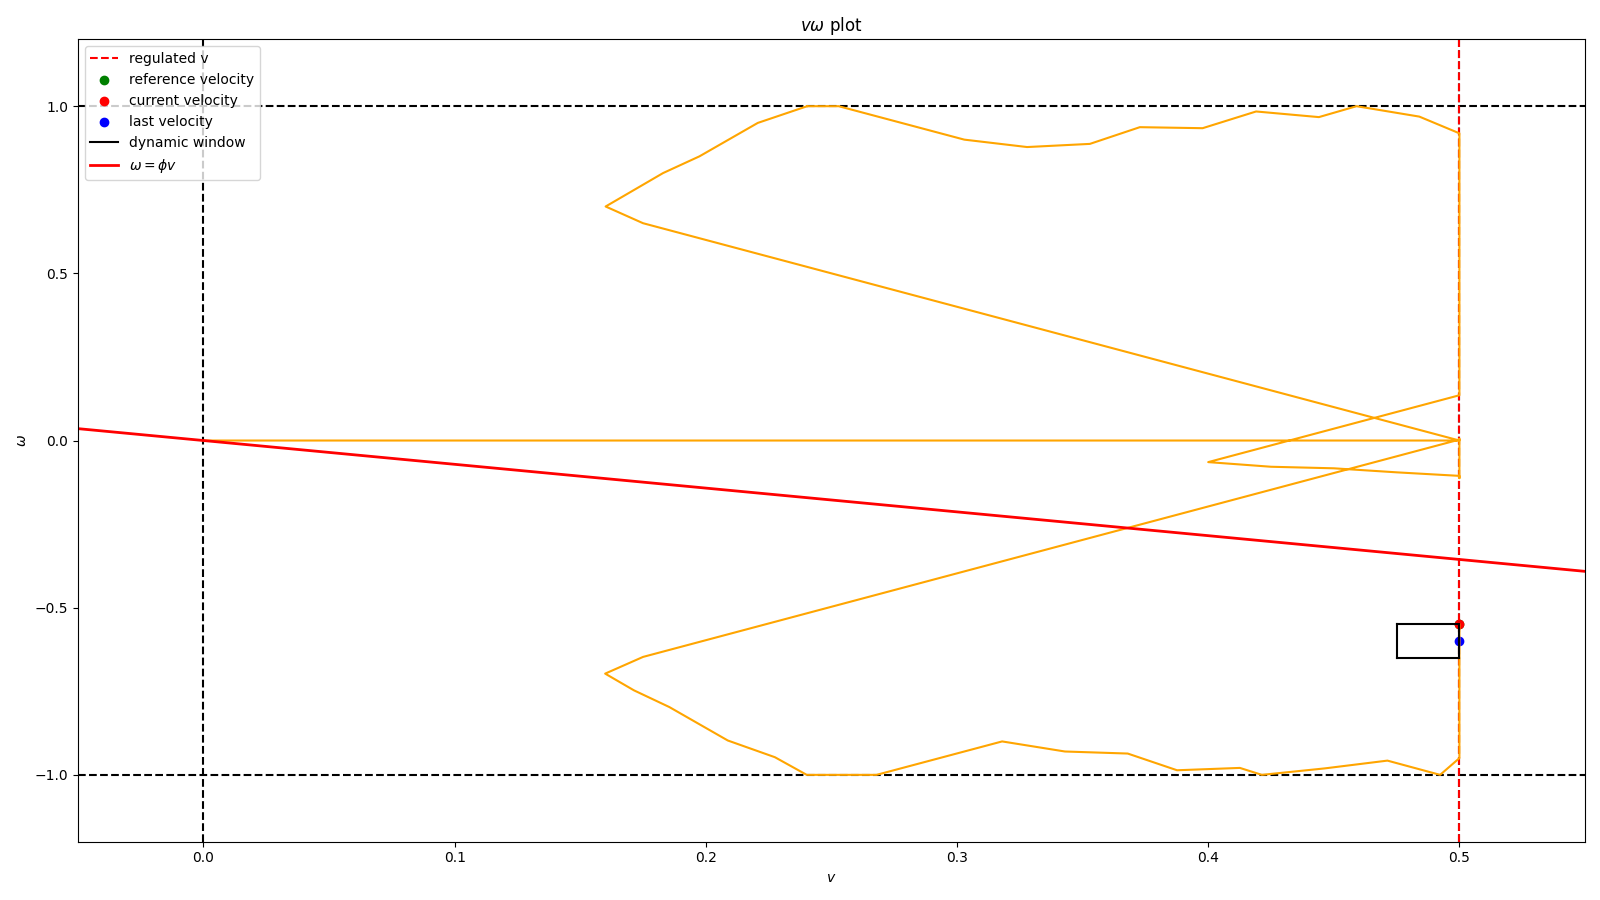 vω plot
regulated v
reference velocity
current velocity
last velocity
dynamic window
ω = ϕv
1.0
0.5
0.0
−0.5
−1.0
ω
0.0 0.1 0.2 0.3 0.4 0.5
v